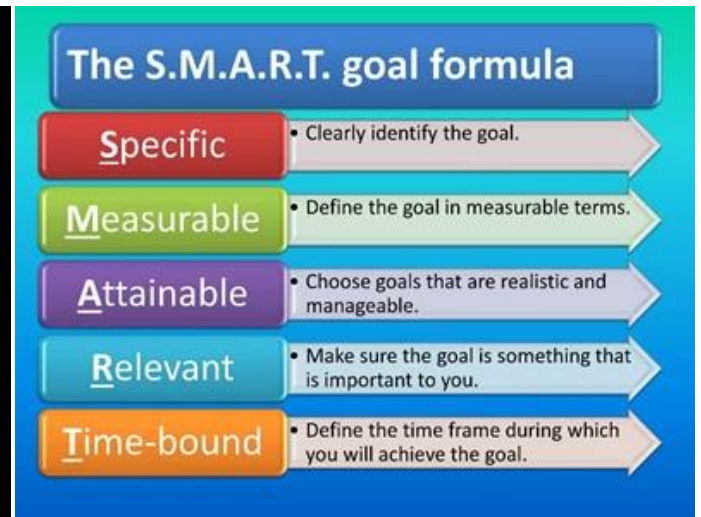 The S.M.A.R.T. goal formula
Specific
• Clearly identify the goal.
Measurable
• Define the goal in measurable terms.
Attainable
• Choose goals that are realistic and
manageable.
Relevant
• Make sure the goal is something that
is important to you.
Time-bound
• Define the time frame during which
you will achieve the goal.